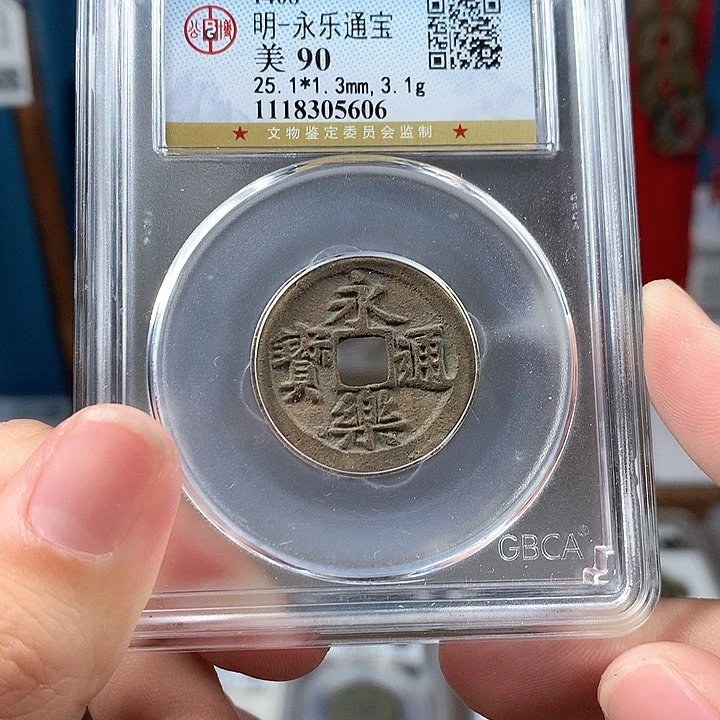 明-永乐通宝
美 90
25.1*1.3mm,3.1g
1118305606
★ 文物鉴定委员会监制 ★
永樂通寶
GBCA®